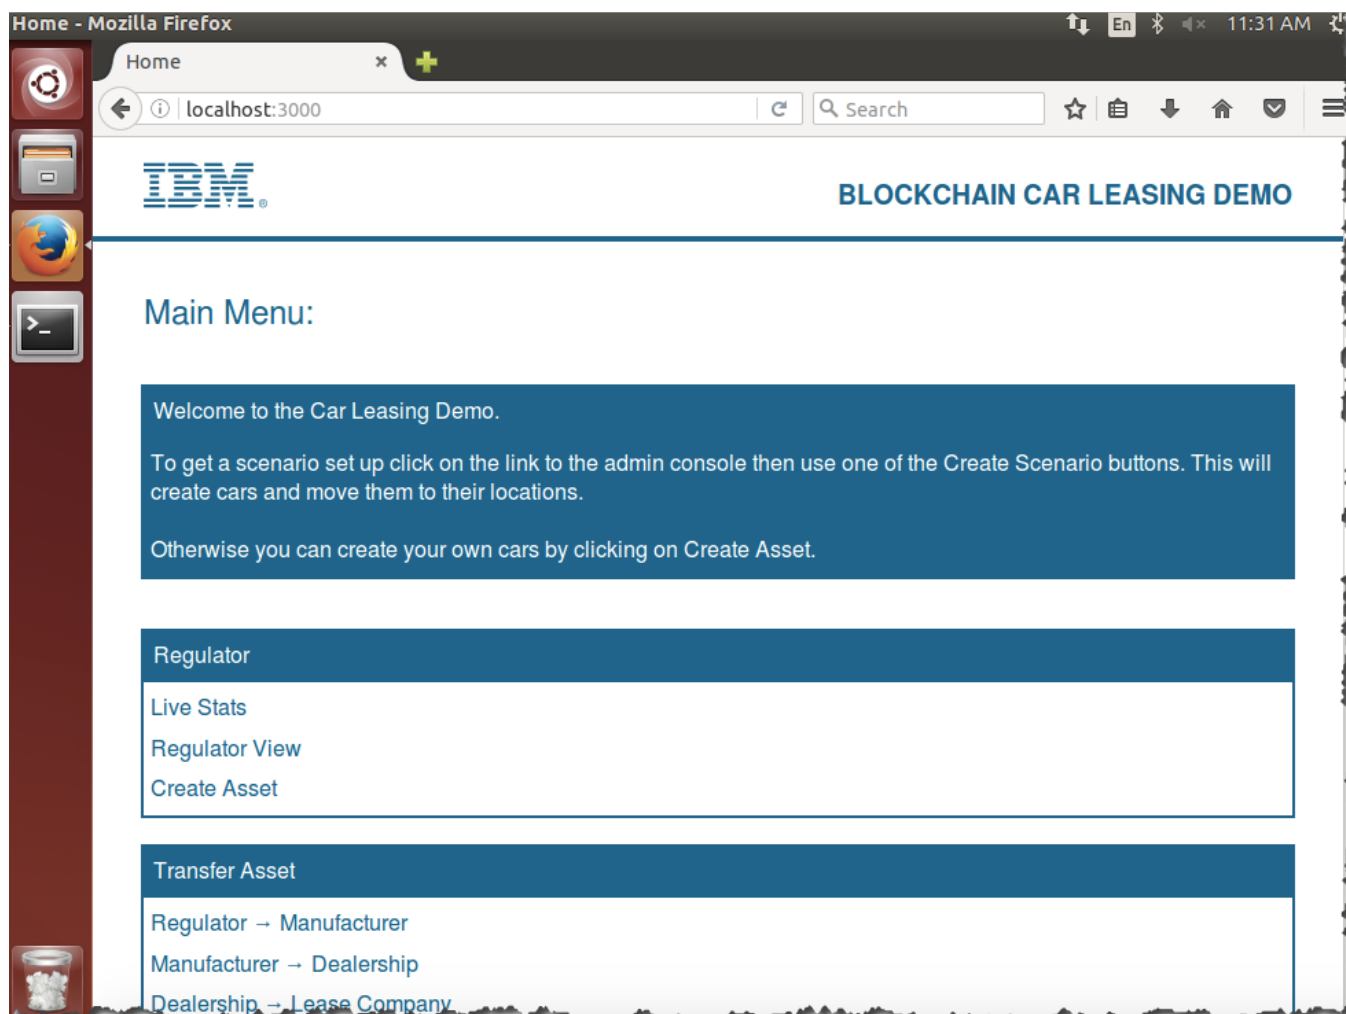 Home - Mozilla Firefox
En
11:31 AM
Home
localhost:3000
Search
IBM®
BLOCKCHAIN CAR LEASING DEMO
Main Menu:
Welcome to the Car Leasing Demo.
To get a scenario set up click on the link to the admin console then use one of the Create Scenario buttons. This will
create cars and move them to their locations.
Otherwise you can create your own cars by clicking on Create Asset.
Regulator
Live Stats
Regulator View
Create Asset
Transfer Asset
Regulator → Manufacturer
Manufacturer → Dealership
Dealership → Lease Company